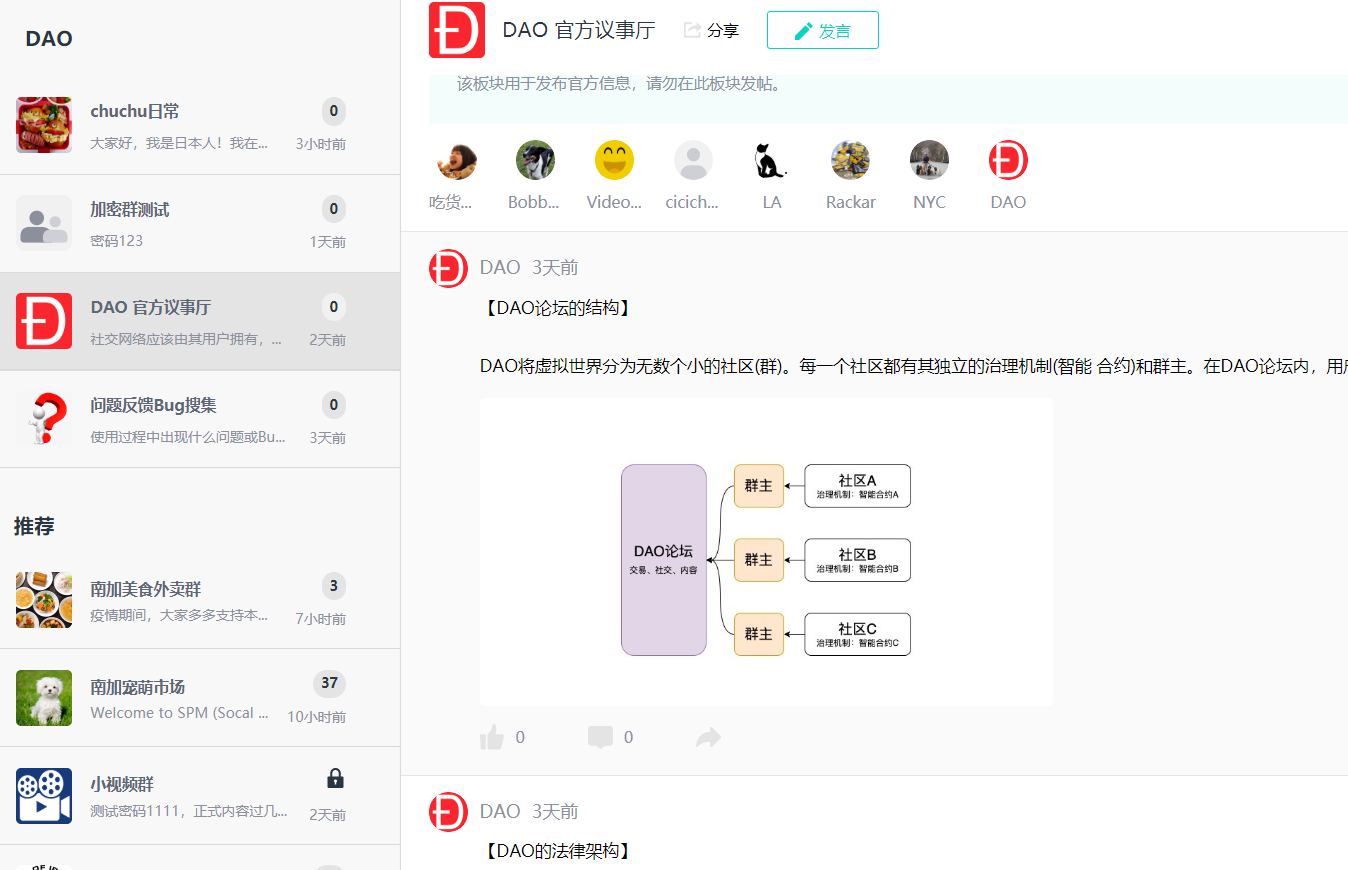 DAO
chuchu日常
0
大家好，我是日本人！我在...
3小时前
加密群测试
0
密码123
1天前
DAO 官方议事厅
0
社交网络应该由其用户拥有，...
2天前
问题反馈Bug搜集
0
使用过程中出现什么问题或Bu...
3天前
推荐
南加美食外卖群
3
疫情期间，大家多多支持本...
7小时前
南加宠萌市场
37
Welcome to SPM (Socal ...
10小时前
小视频群
测试密码1111，正式内容过几...
2天前
DAO 官方议事厅
分享
发言
该板块用于发布官方信息，请勿在此板块发帖。
吃货...
Bobb...
Video...
cicich...
LA
Rackar
NYC
DAO
DAO 3天前
【DAO论坛的结构】
DAO将虚拟世界分为无数个小的社区(群)。每一个社区都有其独立的治理机制(智能 合约)和群主。在DAO论坛内，用
DAO论坛
交易、社交、内容
群主
社区A
治理机制：智能合约A
群主
社区B
治理机制：智能合约B
群主
社区C
治理机制：智能合约C
0
0
DAO 3天前
【DAO的法律架构】